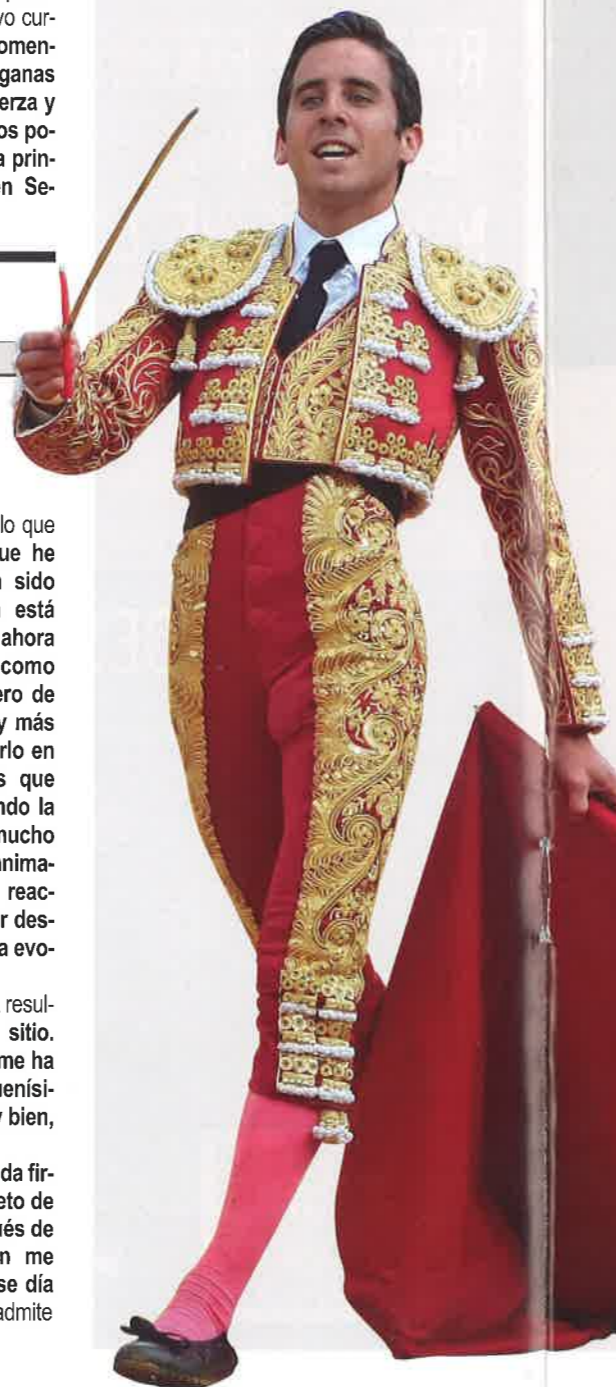 vo cur-
omen-
ganas
erza y
os po-
a prin-
en Se-
lo que
ue he
sido
está
ahora
como
ero de
y más
rlo en
s que
ndo la
mucho
nima-
reac-
r des-
a evo-
resul-
sitio.
me ha
uenísi-
bien,
da fir-
eto de
ués de
n me
se día
admite